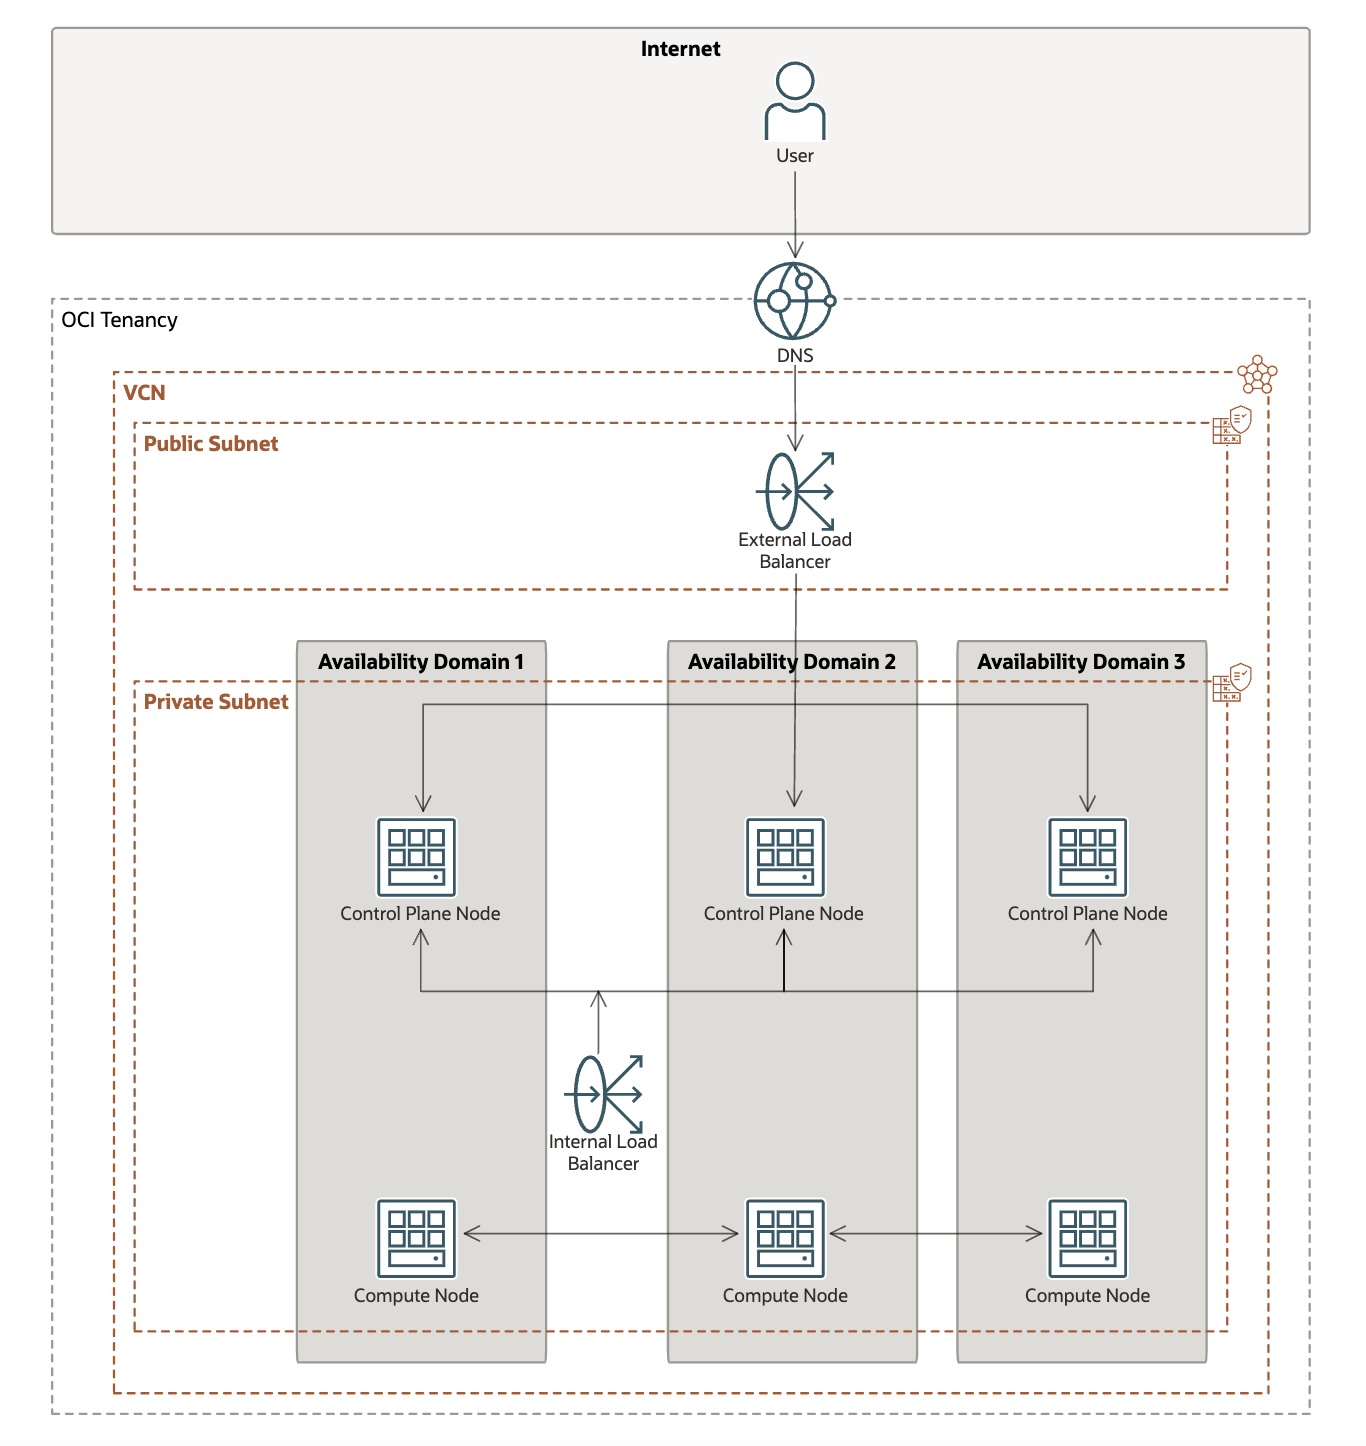 Internet
User
OCI Tenancy
DNS
VCN
Public Subnet
External Load
Balancer
Availability Domain 1
Availability Domain 2
Availability Domain 3
Private Subnet
Control Plane Node
Control Plane Node
Control Plane Node
Internal Load
Balancer
Compute Node
Compute Node
Compute Node